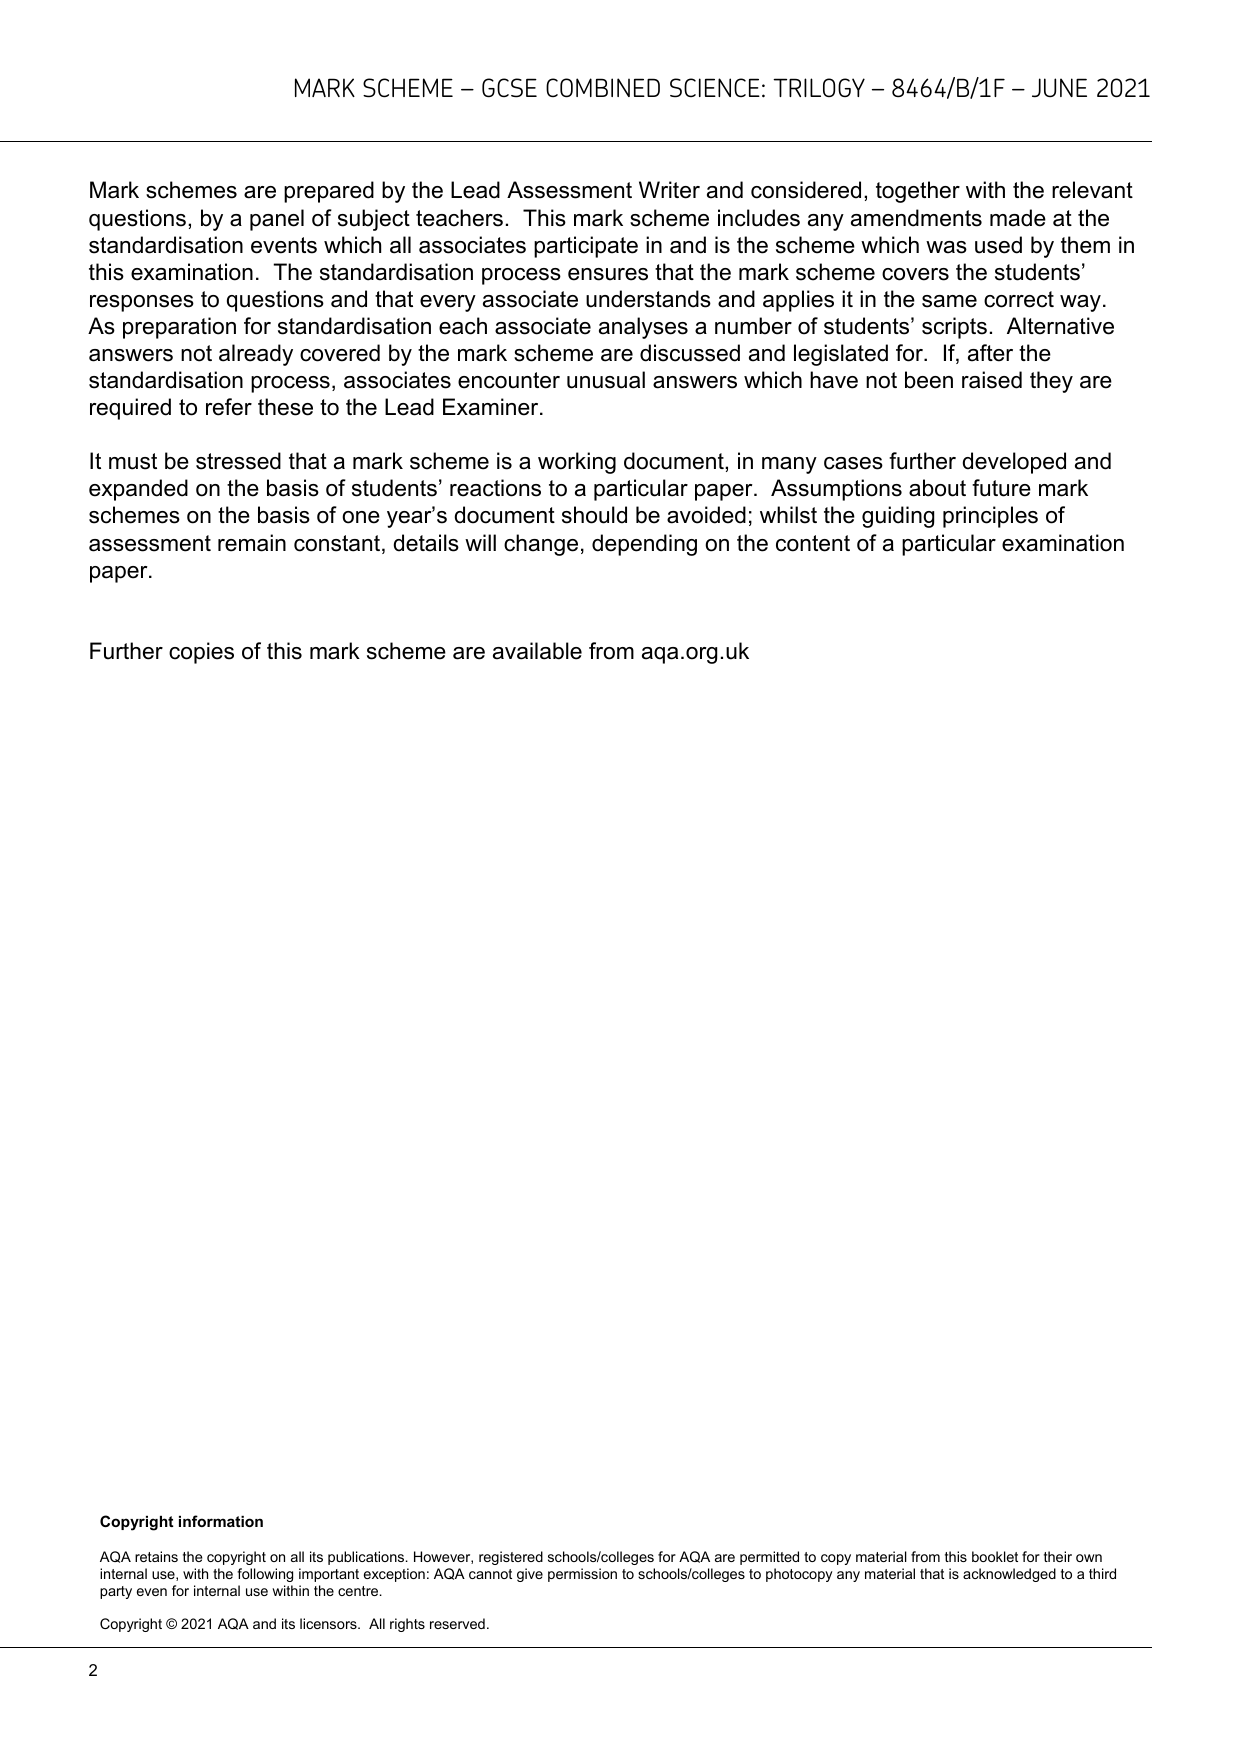 MARK SCHEME – GCSE COMBINED SCIENCE: TRILOGY – 8464/B/1F – JUNE 2021
Mark schemes are prepared by the Lead Assessment Writer and considered, together with the relevant
questions, by a panel of subject teachers.  This mark scheme includes any amendments made at the
standardisation events which all associates participate in and is the scheme which was used by them in
this examination.  The standardisation process ensures that the mark scheme covers the students’
responses to questions and that every associate understands and applies it in the same correct way.
As preparation for standardisation each associate analyses a number of students’ scripts.  Alternative
answers not already covered by the mark scheme are discussed and legislated for.  If, after the
standardisation process, associates encounter unusual answers which have not been raised they are
required to refer these to the Lead Examiner.
It must be stressed that a mark scheme is a working document, in many cases further developed and
expanded on the basis of students’ reactions to a particular paper.  Assumptions about future mark
schemes on the basis of one year’s document should be avoided; whilst the guiding principles of
assessment remain constant, details will change, depending on the content of a particular examination
paper.
Further copies of this mark scheme are available from aqa.org.uk
Copyright information
AQA retains the copyright on all its publications. However, registered schools/colleges for AQA are permitted to copy material from this booklet for their own
internal use, with the following important exception: AQA cannot give permission to schools/colleges to photocopy any material that is acknowledged to a third
party even for internal use within the centre.
Copyright © 2021 AQA and its licensors.  All rights reserved.
2